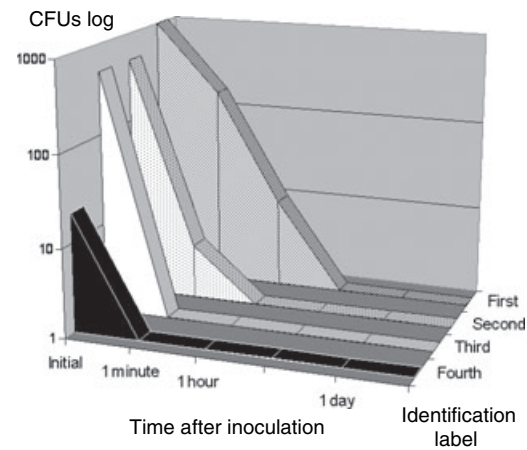 CFUs log
1000
100
10
1
Initial
1 minute
1 hour
1 day
First
Second
Third
Fourth
Time after inoculation
Identification
label